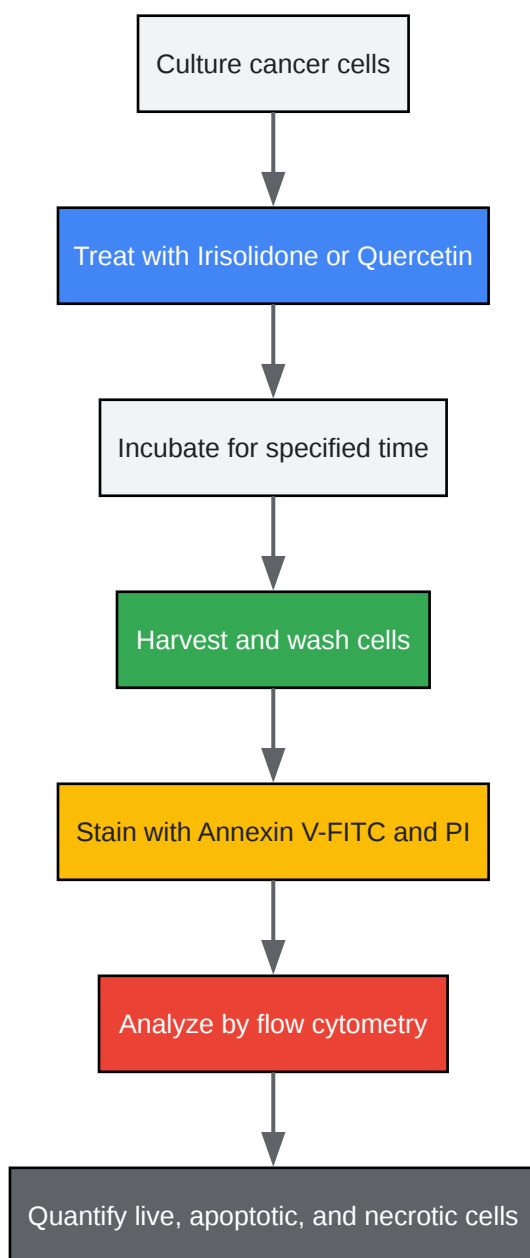 Culture cancer cells
Treat with Irisolidone or Quercetin
Incubate for specified time
Harvest and wash cells
Stain with Annexin V-FITC and PI
Analyze by flow cytometry
Quantify live, apoptotic, and necrotic cells